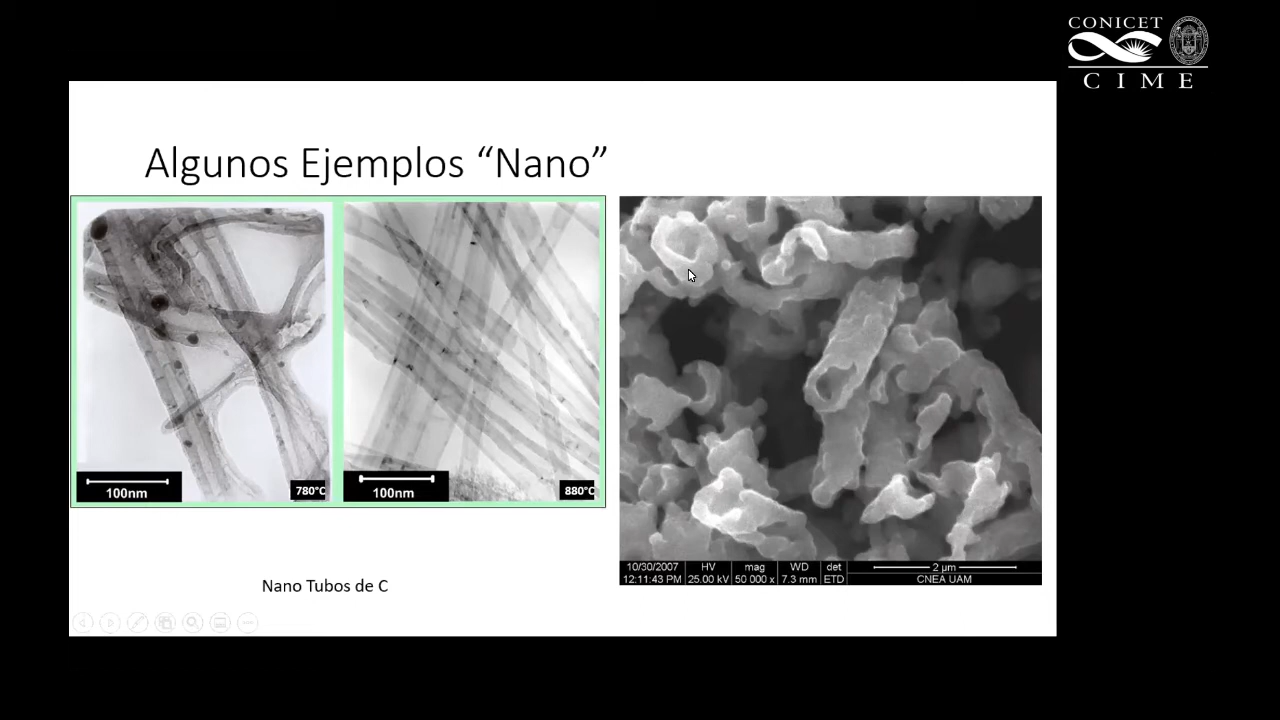 CONICET
CIME
Algunos Ejemplos “Nano”
100nm
780°C
100nm
880°C
10/30/2007 HV mag WD det 2 µm
12:11:43 PM 25.00 kV 50 000 x 7.3 mm ETD CNEA UAM
Nano Tubos de C